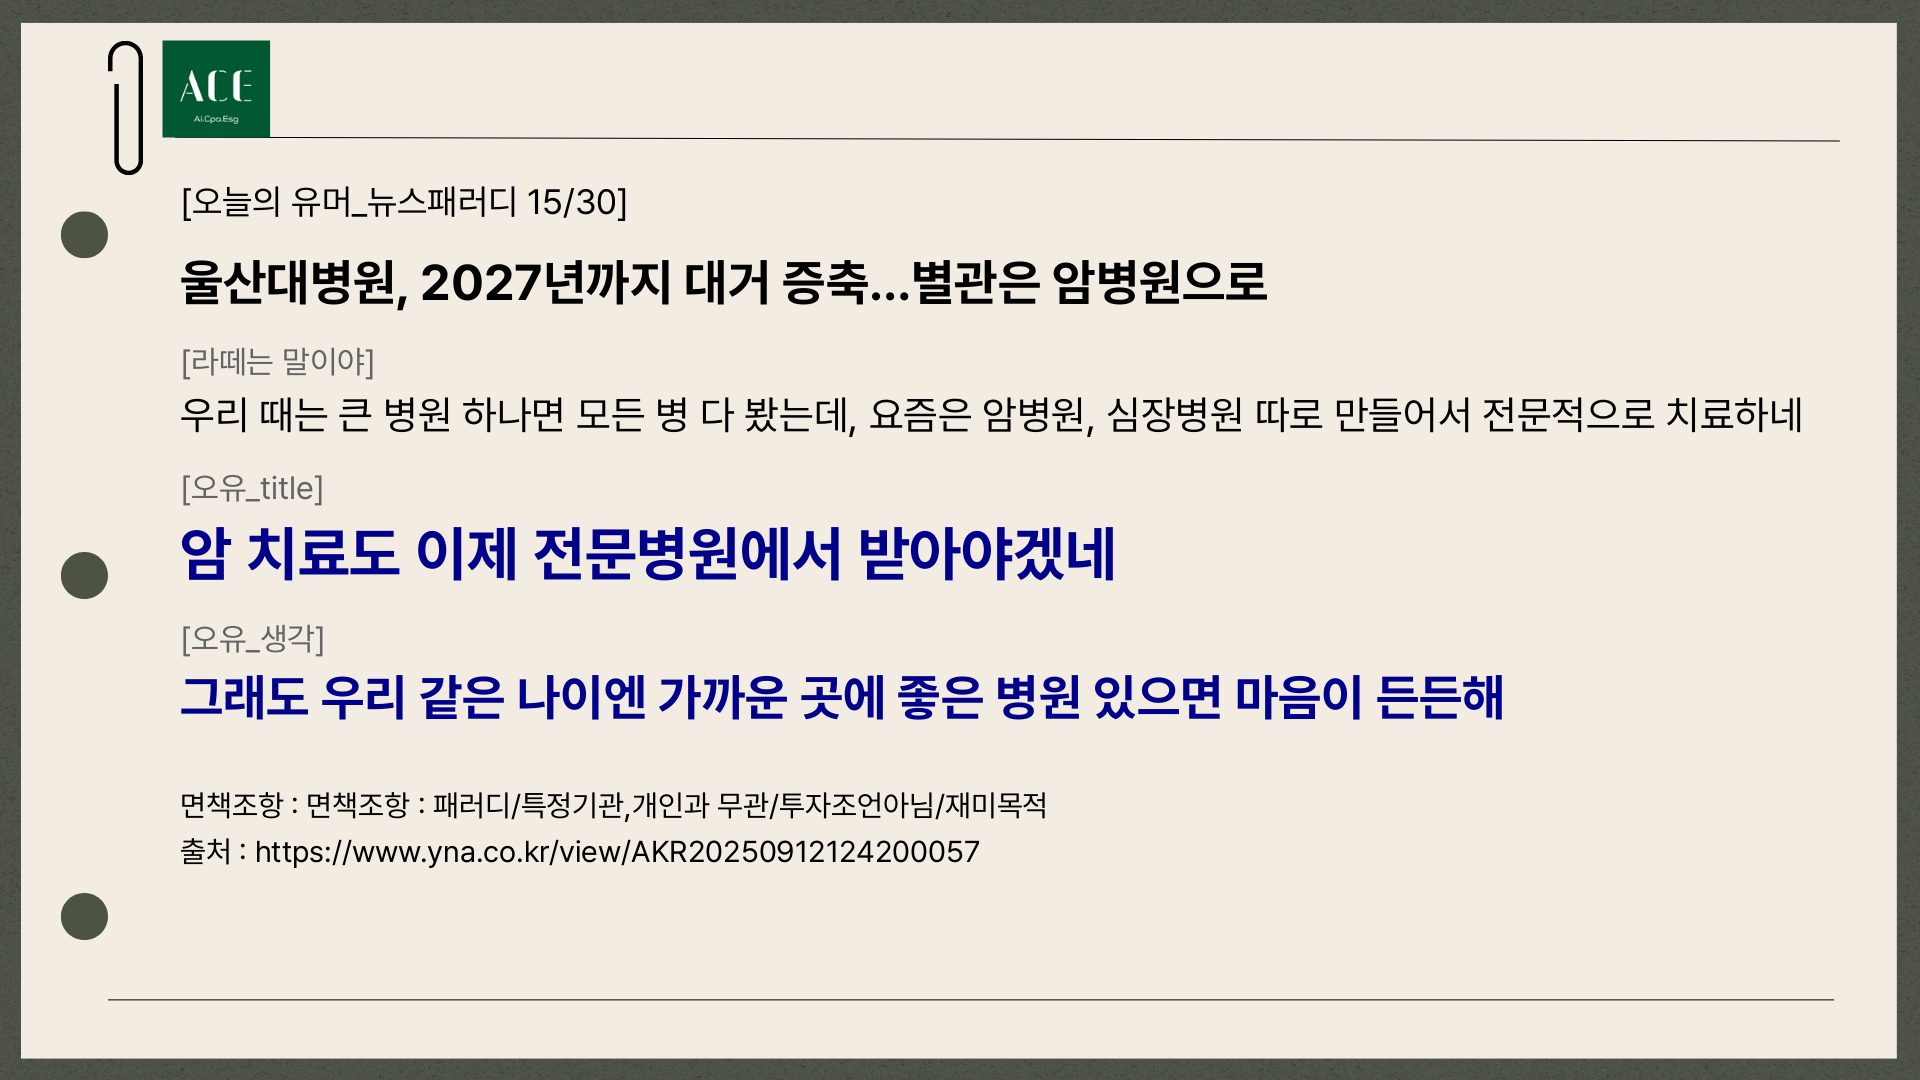 ACE
Ai.Cpa.Esg
[오늘의 유머_뉴스패러디 15/30]
울산대병원, 2027년까지 대거 증축...별관은 암병원으로
[라떼는 말이야]
우리 때는 큰 병원 하나면 모든 병 다 봤는데, 요즘은 암병원, 심장병원 따로 만들어서 전문적으로 치료하네
[오유_title]
암 치료도 이제 전문병원에서 받아야겠네
[오유_생각]
그래도 우리 같은 나이엔 가까운 곳에 좋은 병원 있으면 마음이 든든해
면책조항 : 면책조항 : 패러디/특정기관,개인과 무관/투자조언아님/재미목적
출처 : https://www.yna.co.kr/view/AKR20250912124200057